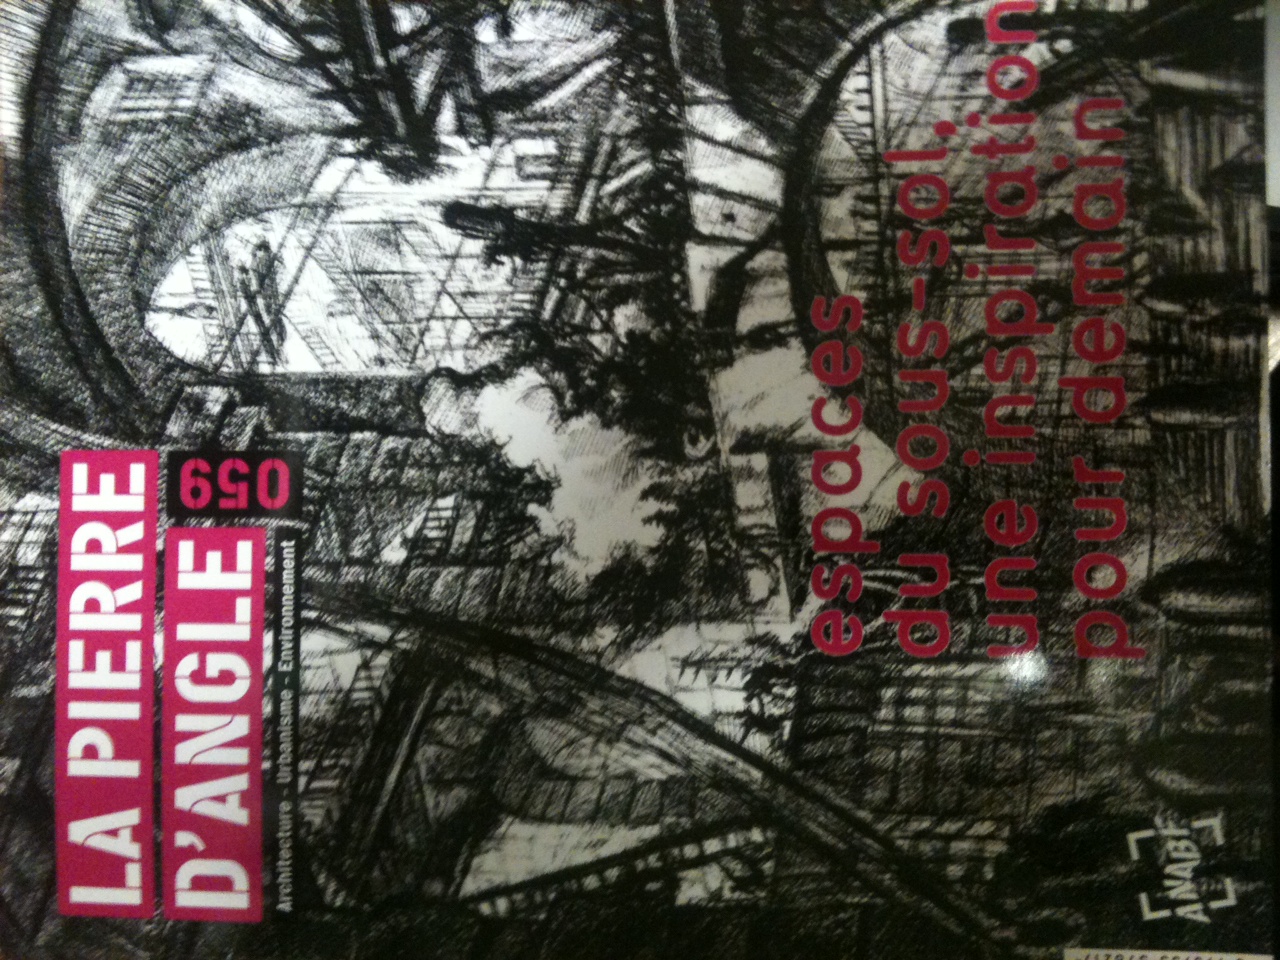 LA PIERRE
D'ANGLE
059
Architecture - Urbanisme - Environnement
espaces
du sous-sol,
une inspiration
pour demain
ANABF